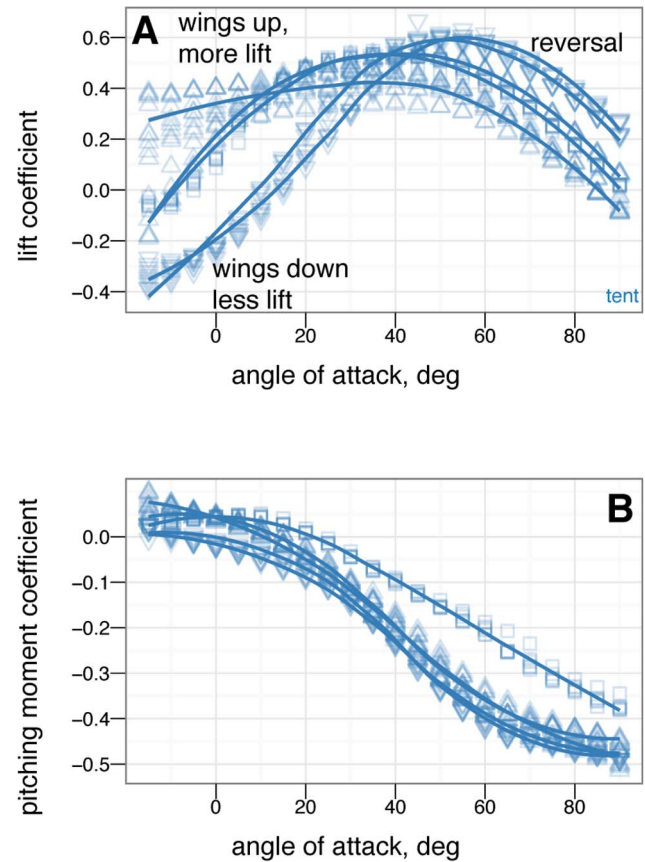 A
wings up,
more lift
reversal
0.6
0.4
0.2
0.0
−0.2
−0.4
lift coefficient
wings down
less lift
tent
0 20 40 60 80
angle of attack, deg
B
0.0
−0.1
−0.2
−0.3
−0.4
−0.5
pitching moment coefficient
0 20 40 60 80
angle of attack, deg